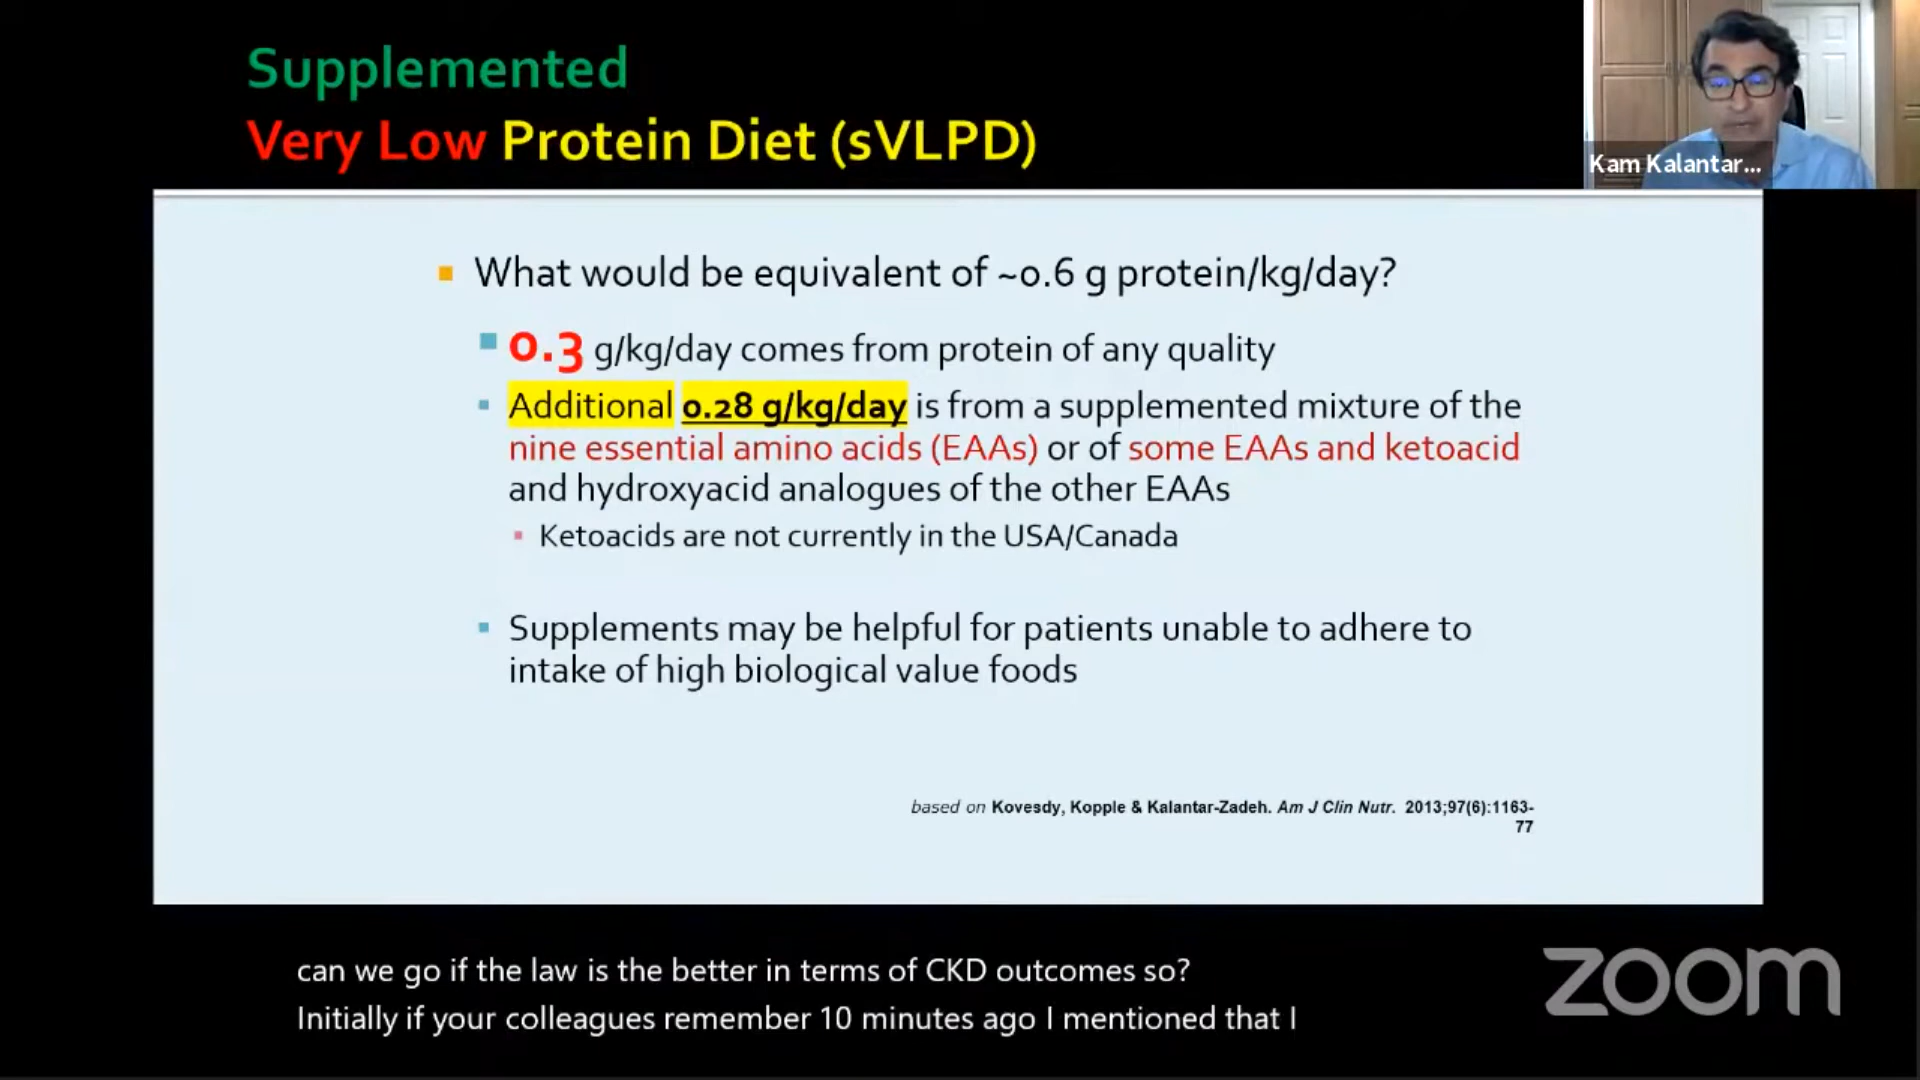 Supplemented
Very Low Protein Diet (sVLPD)
Kam Kalantar...
What would be equivalent of ~0.6 g protein/kg/day?
0.3 g/kg/day comes from protein of any quality
Additional 0.28 g/kg/day is from a supplemented mixture of the
nine essential amino acids (EAAs) or of some EAAs and ketoacid
and hydroxyacid analogues of the other EAAs
Ketoacids are not currently in the USA/Canada
Supplements may be helpful for patients unable to adhere to
intake of high biological value foods
based on Kovesdy, Kopple & Kalantar-Zadeh. Am J Clin Nutr. 2013;97(6):1163-
77
can we go if the law is the better in terms of CKD outcomes so?
Initially if your colleagues remember 10 minutes ago I mentioned that I
zoom